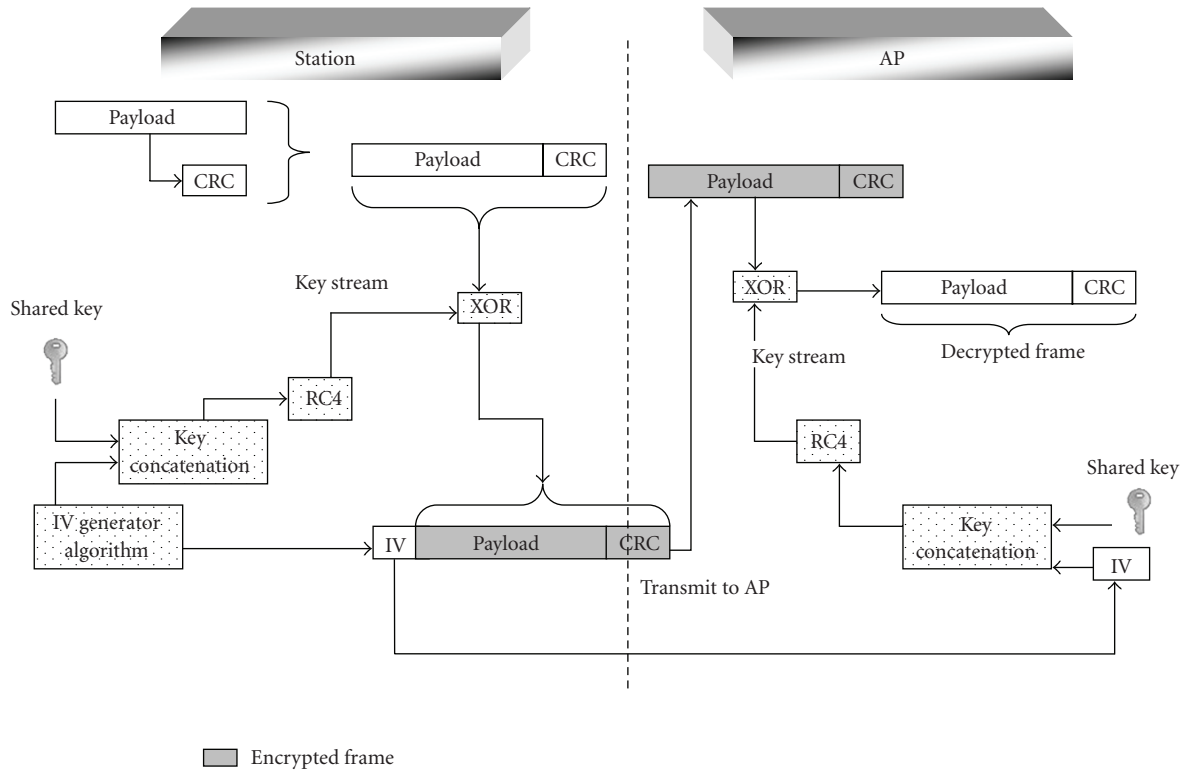 Station
AP
Payload
CRC
Payload CRC
Payload CRC
Key stream
XOR
XOR
Payload CRC
Shared key
Decrypted frame
Key stream
RC4
Key
concatenation
RC4
Shared key
IV generator
algorithm
IV Payload CRC
Key
concatenation
IV
Transmit to AP
Encrypted frame